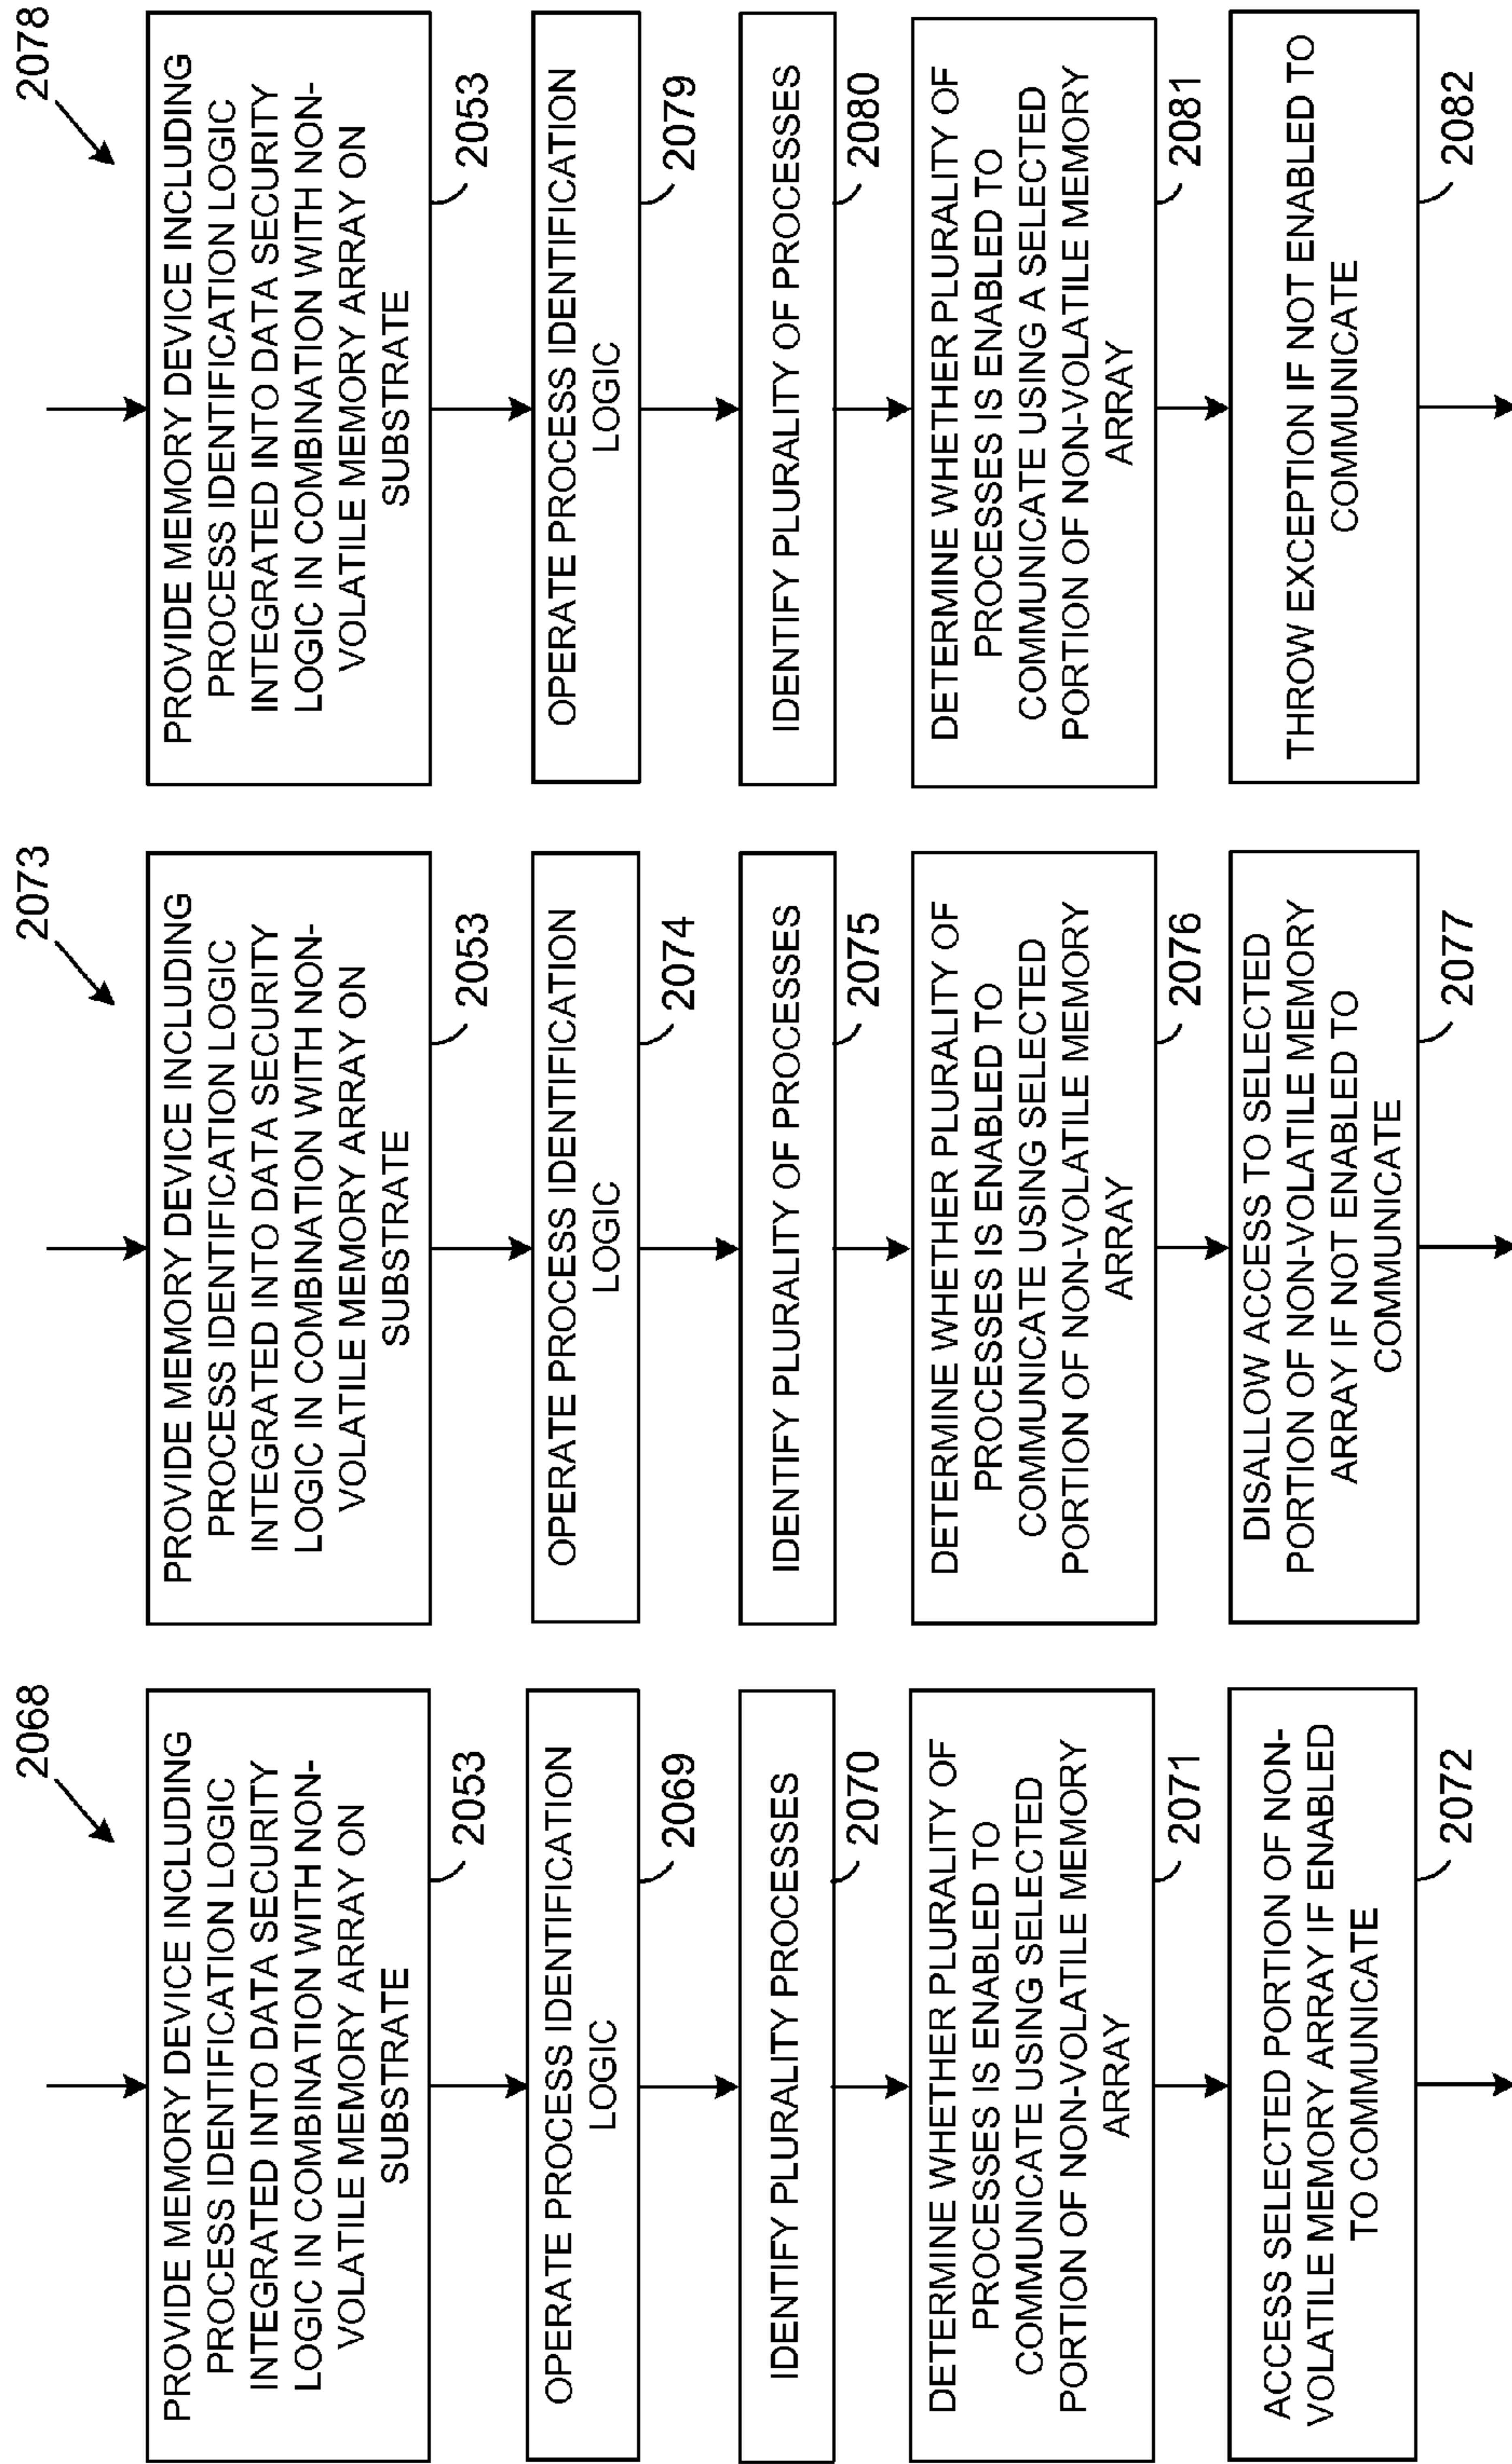 2068
PROVIDE MEMORY DEVICE INCLUDING
PROCESS IDENTIFICATION LOGIC
INTEGRATED INTO DATA SECURITY
LOGIC IN COMBINATION WITH NON-
VOLATILE MEMORY ARRAY ON
SUBSTRATE
2053
OPERATE PROCESS IDENTIFICATION
LOGIC
2069
IDENTIFY PLURALITY PROCESSES
2070
DETERMINE WHETHER PLURALITY OF
PROCESSES IS ENABLED TO
COMMUNICATE USING SELECTED
PORTION OF NON-VOLATILE MEMORY
ARRAY
2071
ACCESS SELECTED PORTION OF NON-
VOLATILE MEMORY ARRAY IF ENABLED
TO COMMUNICATE
2072
2073
PROVIDE MEMORY DEVICE INCLUDING
PROCESS IDENTIFICATION LOGIC
INTEGRATED INTO DATA SECURITY
LOGIC IN COMBINATION WITH NON-
VOLATILE MEMORY ARRAY ON
SUBSTRATE
2053
OPERATE PROCESS IDENTIFICATION
LOGIC
2074
IDENTIFY PLURALITY OF PROCESSES
2075
DETERMINE WHETHER PLURALITY OF
PROCESSES IS ENABLED TO
COMMUNICATE USING SELECTED
PORTION OF NON-VOLATILE MEMORY
ARRAY
2076
DISALLOW ACCESS TO SELECTED
PORTION OF NON-VOLATILE MEMORY
ARRAY IF NOT ENABLED TO
COMMUNICATE
2077
2078
PROVIDE MEMORY DEVICE INCLUDING
PROCESS IDENTIFICATION LOGIC
INTEGRATED INTO DATA SECURITY
LOGIC IN COMBINATION WITH NON-
VOLATILE MEMORY ARRAY ON
SUBSTRATE
2053
OPERATE PROCESS IDENTIFICATION
LOGIC
2079
IDENTIFY PLURALITY OF PROCESSES
2080
DETERMINE WHETHER PLURALITY OF
PROCESSES IS ENABLED TO
COMMUNICATE USING A SELECTED
PORTION OF NON-VOLATILE MEMORY
ARRAY
2081
THROW EXCEPTION IF NOT ENABLED TO
COMMUNICATE
2082